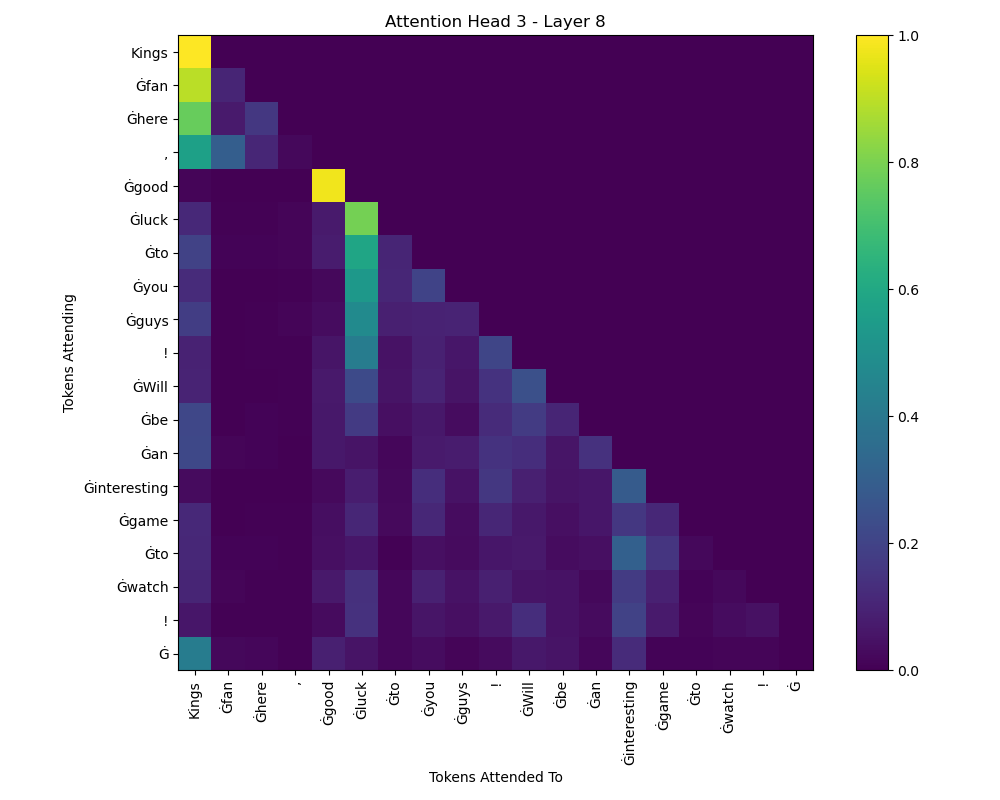 Attention Head 3 - Layer 8
Kings
Ġfan
Ġhere
,
Ġgood
Ġluck
Ġto
Ġyou
Ġguys
!
ĠWill
Ġbe
Ġan
Ġinteresting
Ġgame
Ġto
Ġwatch
!
Ġ
Tokens Attending
Kings
Ġfan
Ġhere
,
Ġgood
Ġluck
Ġto
Ġyou
Ġguys
!
ĠWill
Ġbe
Ġan
Ġinteresting
Ġgame
Ġto
Ġwatch
!
Ġ
Tokens Attended To
1.0
0.8
0.6
0.4
0.2
0.0